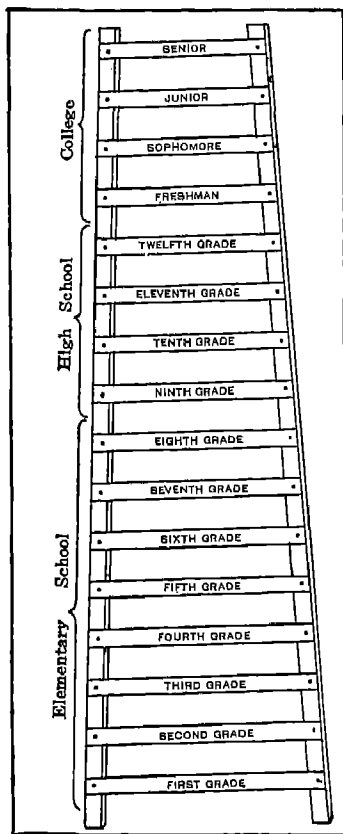 College
SENIOR
JUNIOR
SOPHOMORE
FRESHMAN
High School
TWELFTH GRADE
ELEVENTH GRADE
TENTH GRADE
NINTH GRADE
Elementary School
EIGHTH GRADE
SEVENTH GRADE
SIXTH GRADE
FIFTH GRADE
FOURTH GRADE
THIRD GRADE
SECOND GRADE
FIRST GRADE